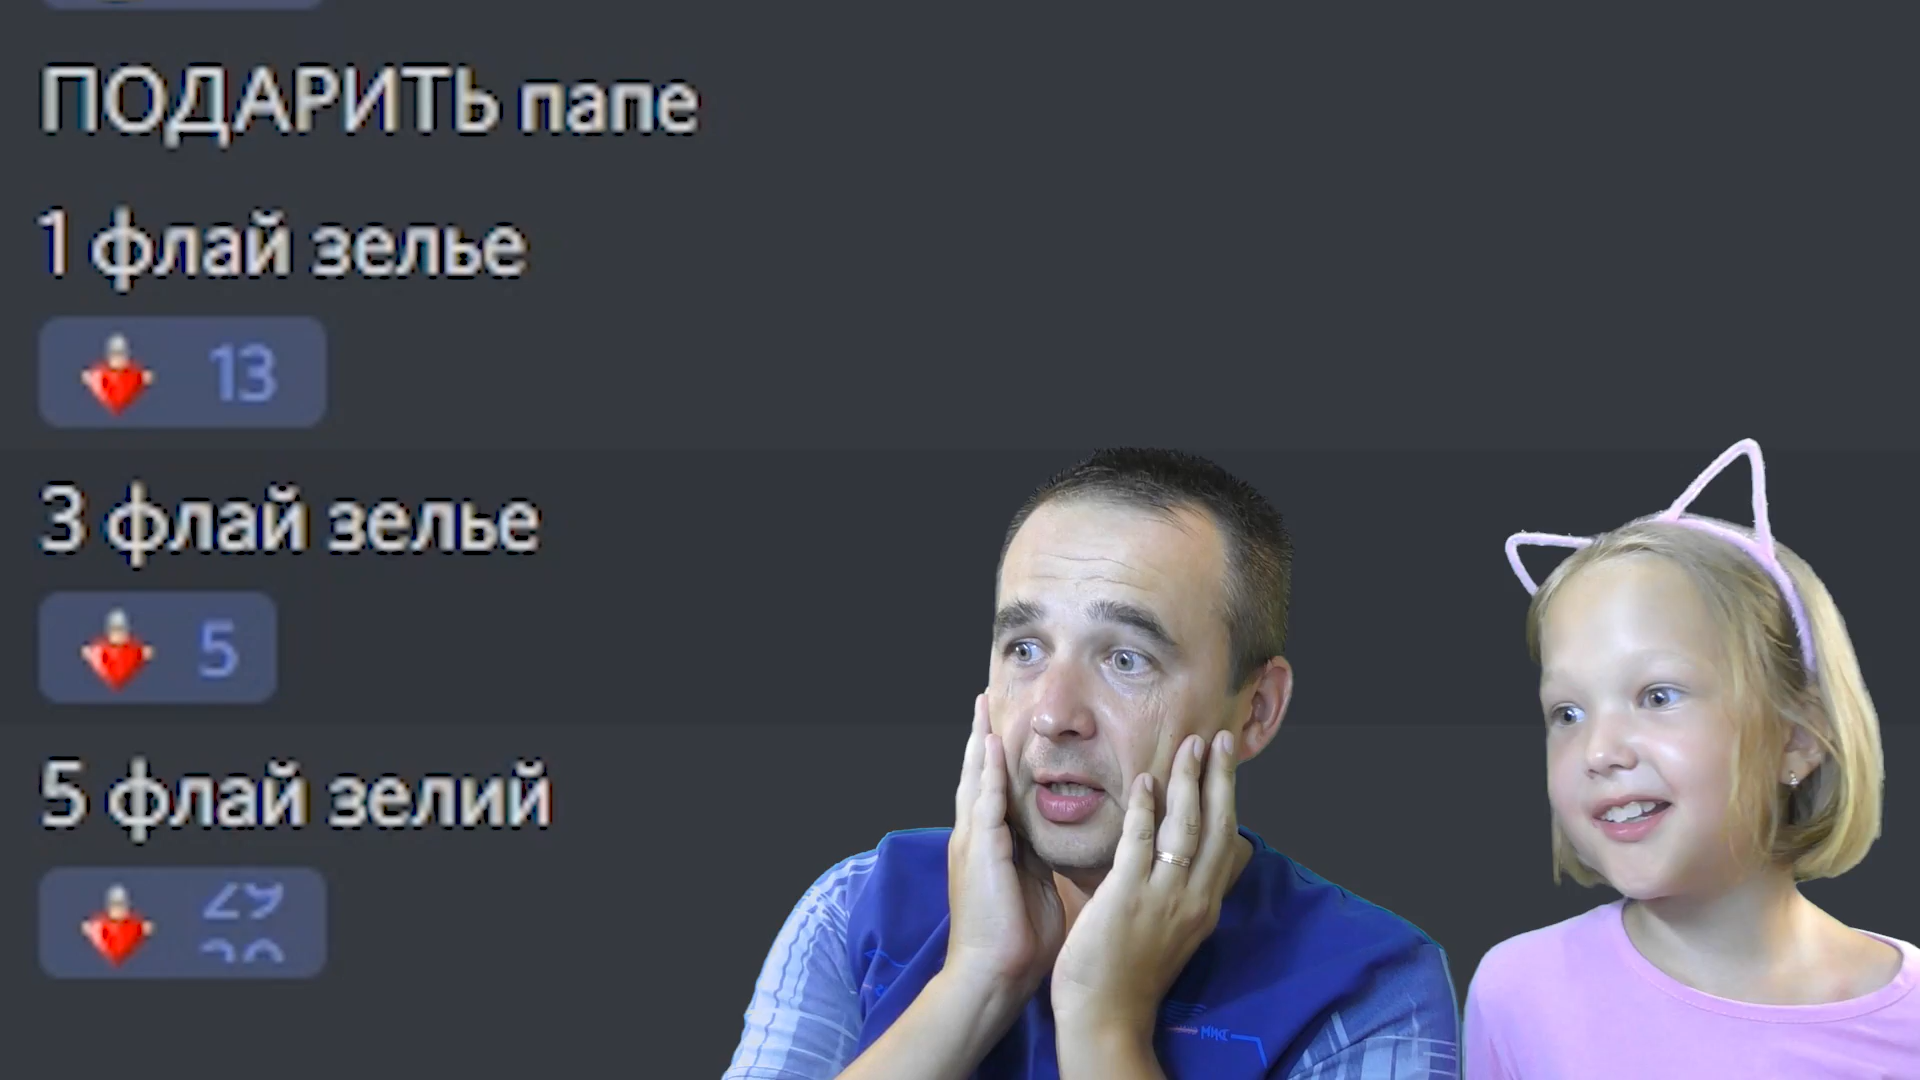 ПОДАРИТЬ папе
1 флай зелье
13
3 флай зелье
5
5 флай зелий